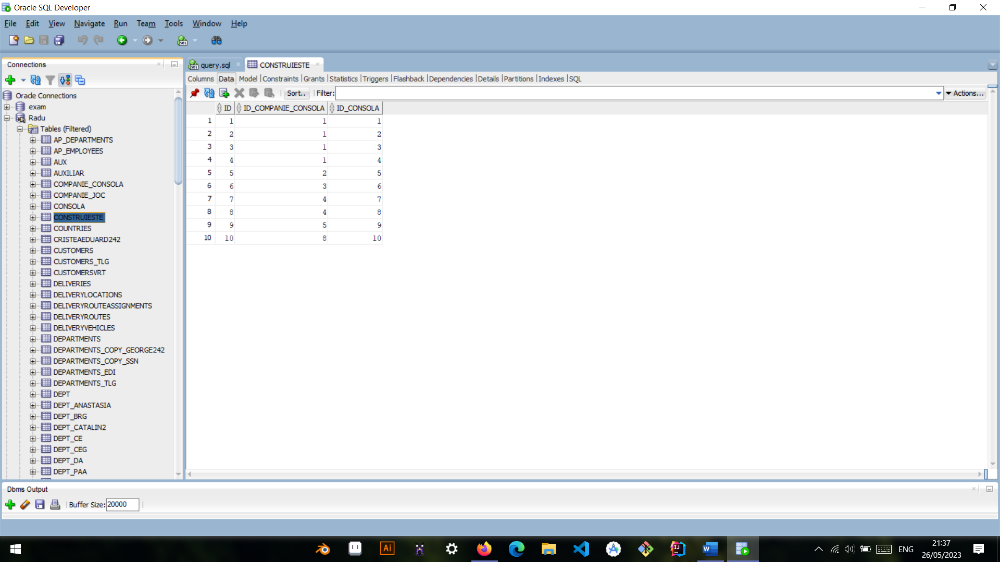 Oracle SQL Developer
File Edit View Navigate Run Team Tools Window Help
Connections
query.sql
CONSTRUIESTE
Columns Data Model Constraints Grants Statistics Triggers Flashback Dependencies Details Partitions Indexes SQL
Sort.. Filter: Actions...
Oracle Connections
exam
Radu
Tables (Filtered)
AP_DEPARTMENTS
AP_EMPLOYEES
AUX
AUXILIAR
COMPANIE_CONSOLA
COMPANIE_JOC
CONSOLA
CONSTRUIESTE
COUNTRIES
CRISTEAEDUARD242
CUSTOMERS
CUSTOMERS_TLG
CUSTOMERSVRT
DELIVERIES
DELIVERYLOCATIONS
DELIVERYROUTEASSIGNMENTS
DELIVERYROUTES
DELIVERYVEHICLES
DEPARTMENTS
DEPARTMENTS_COPY_GEORGE242
DEPARTMENTS_COPY_SSN
DEPARTMENTS_EDI
DEPARTMENTS_TLG
DEPT
DEPT_ANASTASIA
DEPT_BRG
DEPT_CATALIN2
DEPT_CE
DEPT_CEG
DEPT_DA
DEPT_PAA
ID ID_COMPANIE_CONSOLA ID_CONSOLA
1 1 1 1
2 2 1 2
3 3 1 3
4 4 1 4
5 5 2 5
6 6 3 6
7 7 4 7
8 8 4 8
9 9 5 9
10 10 8 10
Dbms Output
Buffer Size: 20000
ENG
21:37
26/05/2023